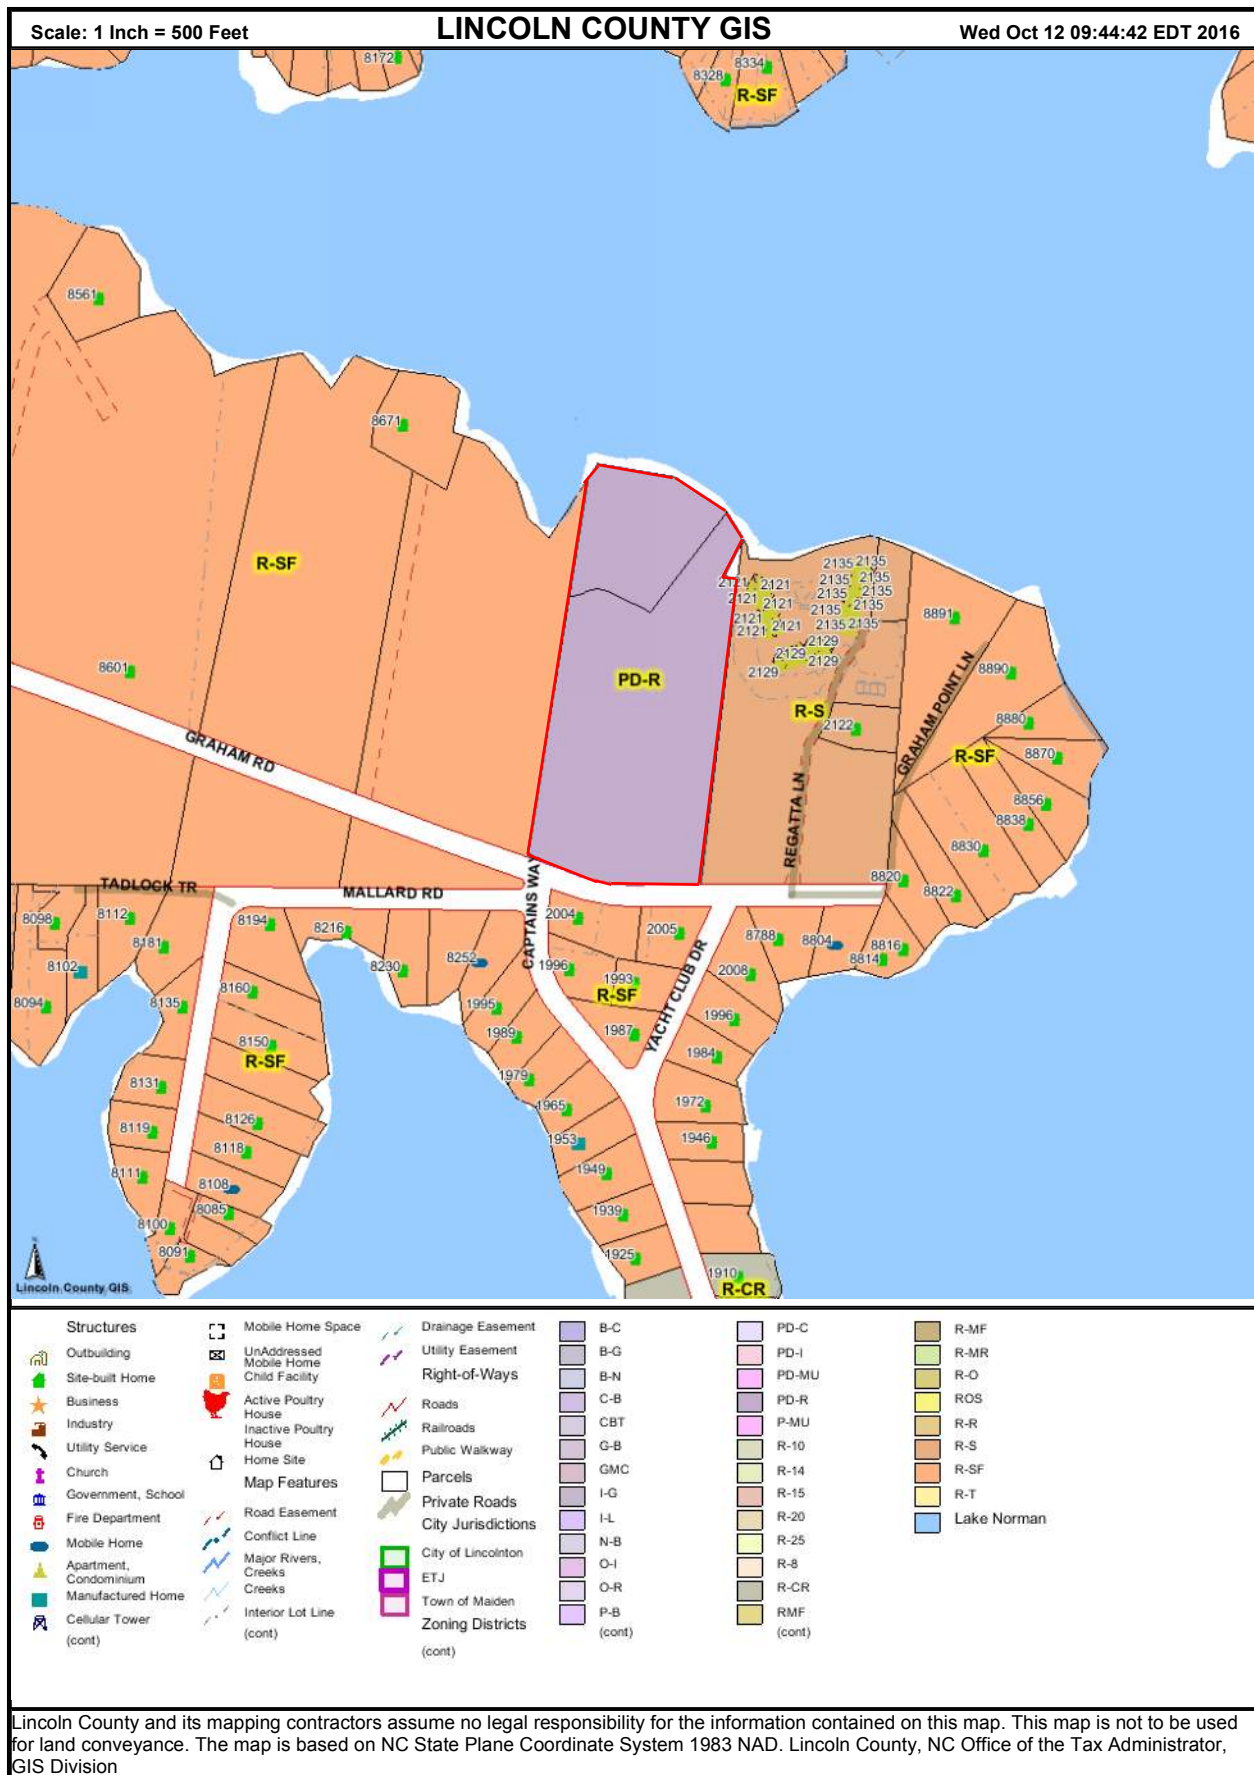 Scale: 1 Inch = 500 Feet
LINCOLN COUNTY GIS
Wed Oct 12 09:44:42 EDT 2016
8172
8334
8328
R-SF
8561
8671
R-SF
8601
GRAHAM RD
PD-R
2135 2135
2121 2121
2135 2135
2121 2121
2135 2135
2121
2135 2135
2121 2121
2135 2135
2129
2129 2129
2129
R-S
2122
REGATTA LN
GRAHAM POINT LN
8891
8890
8880
R-SF
8870
8856
8838
8830
8820
8822
TADLOCK TR
MALLARD RD
CAPTAINS WAY
8098
8112
8181
8102
8094
8135
8194
8216
8230
8252
8160
8150
R-SF
8131
8126
8119
8118
8111
8108
8085
8100
8091
2004
2005
1996
1993
R-SF
1987
YACHT CLUB DR
8788
8804
8816
8814
2008
1996
1984
1972
1946
1995
1989
1979
1965
1953
1949
1939
1925
1910
R-CR
Lincoln County GIS
Structures
Outbuilding
Site-built Home
Business
Industry
Utility Service
Church
Government, School
Fire Department
Mobile Home
Apartment,
Condominium
Manufactured Home
Cellular Tower
(cont)
Mobile Home Space
UnAddressed
Mobile Home
Child Facility
Active Poultry
House
Inactive Poultry
House
Home Site
Map Features
Road Easement
Conflict Line
Major Rivers,
Creeks
Creeks
Interior Lot Line
(cont)
Drainage Easement
Utility Easement
Right-of-Ways
Roads
Railroads
Public Walkway
Parcels
Private Roads
City Jurisdictions
City of Lincolnton
ETJ
Town of Maiden
Zoning Districts
(cont)
B-C
B-G
B-N
C-B
CBT
G-B
GMC
I-G
I-L
N-B
O-I
O-R
P-B
(cont)
PD-C
PD-I
PD-MU
PD-R
P-MU
R-10
R-14
R-15
R-20
R-25
R-8
R-CR
RMF
(cont)
R-MF
R-MR
R-O
ROS
R-R
R-S
R-SF
R-T
Lake Norman
Lincoln County and its mapping contractors assume no legal responsibility for the information contained on this map. This map is not to be used
for land conveyance. The map is based on NC State Plane Coordinate System 1983 NAD. Lincoln County, NC Office of the Tax Administrator,
GIS Division